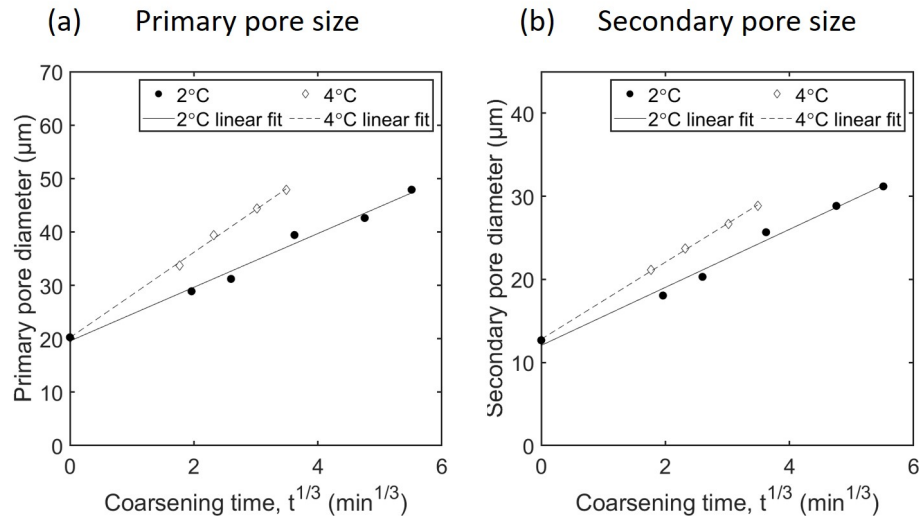 (a) Primary pore size
2°C 4°C
2°C linear fit 4°C linear fit
Primary pore diameter (μm)
70
60
50
40
30
20
10
0
0 2 4 6
Coarsening time, t^1/3 (min^1/3)
(b) Secondary pore size
2°C 4°C
2°C linear fit 4°C linear fit
Secondary pore diameter (μm)
40
30
20
10
0
0 2 4 6
Coarsening time, t^1/3 (min^1/3)